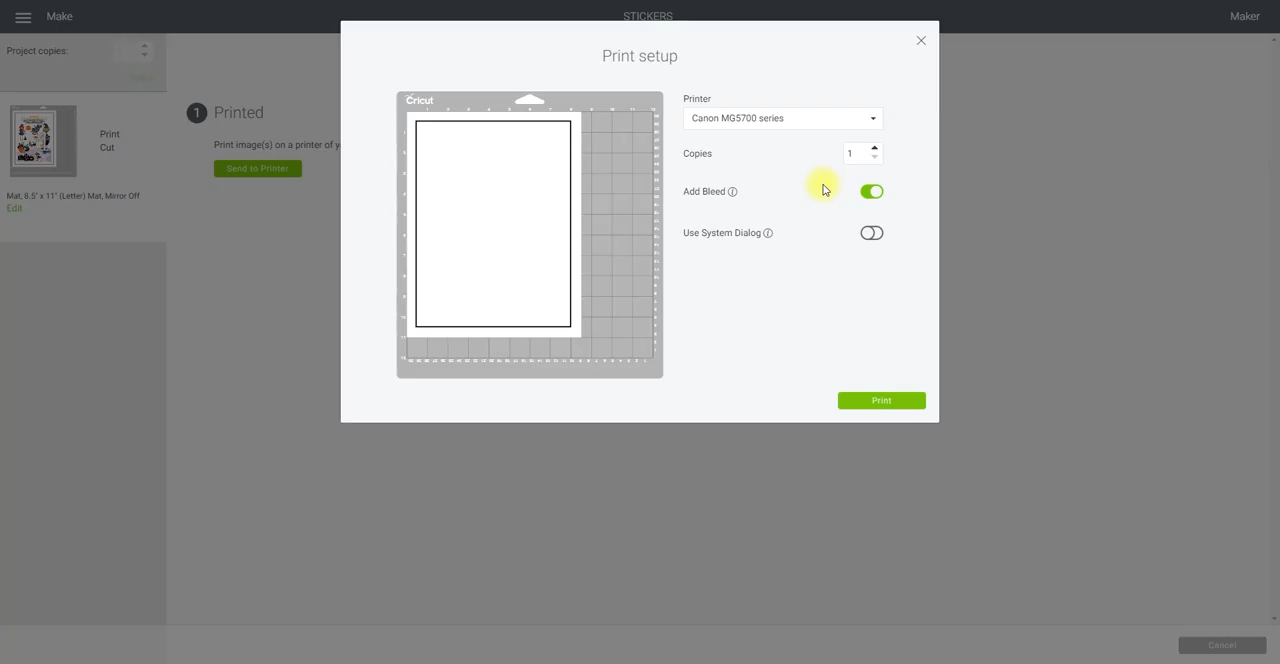 Make
STICKERS
Maker
Project copies:
Print setup
Cricut
Printer
Canon MG5700 series
Copies
1
Add Bleed
Use System Dialog
Print
1 Printed
Print image(s) on a printer of y
Send to Printer
Print
Cut
Mat, 8.5" x 11" (Letter) Mat, Mirror Off
Edit
Cancel